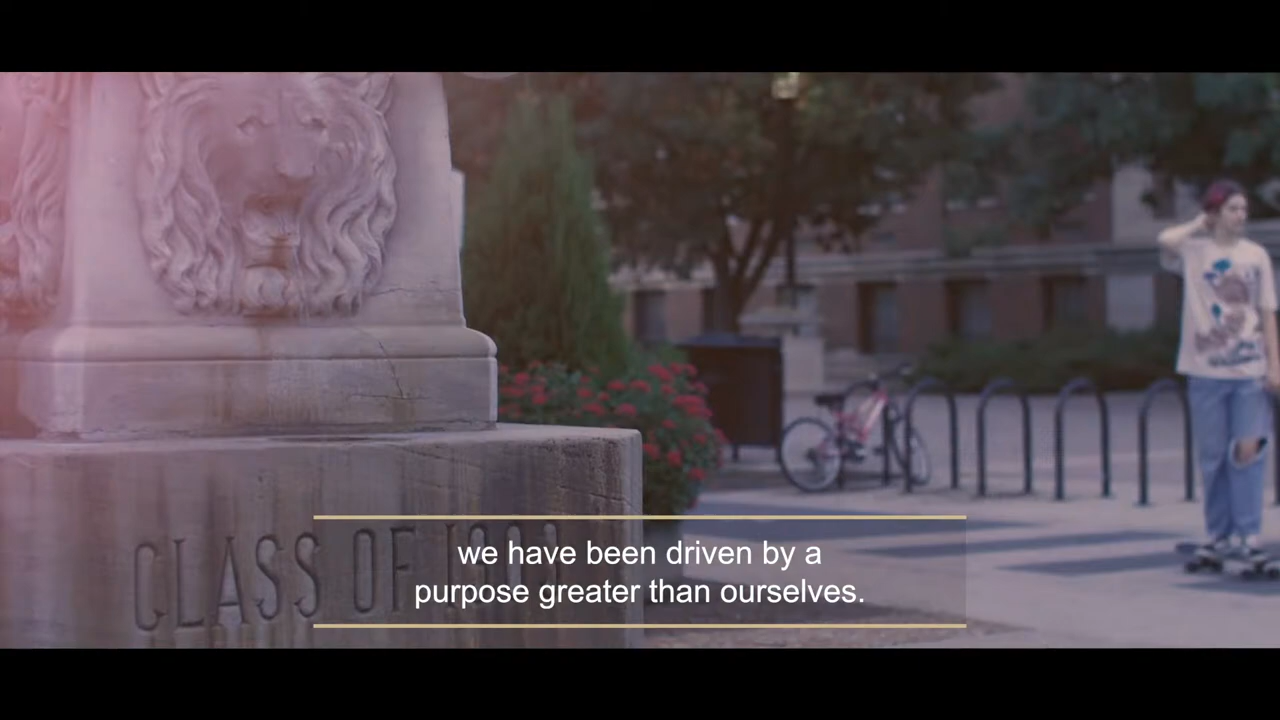 CLASS OF
we have been driven by a
purpose greater than ourselves.